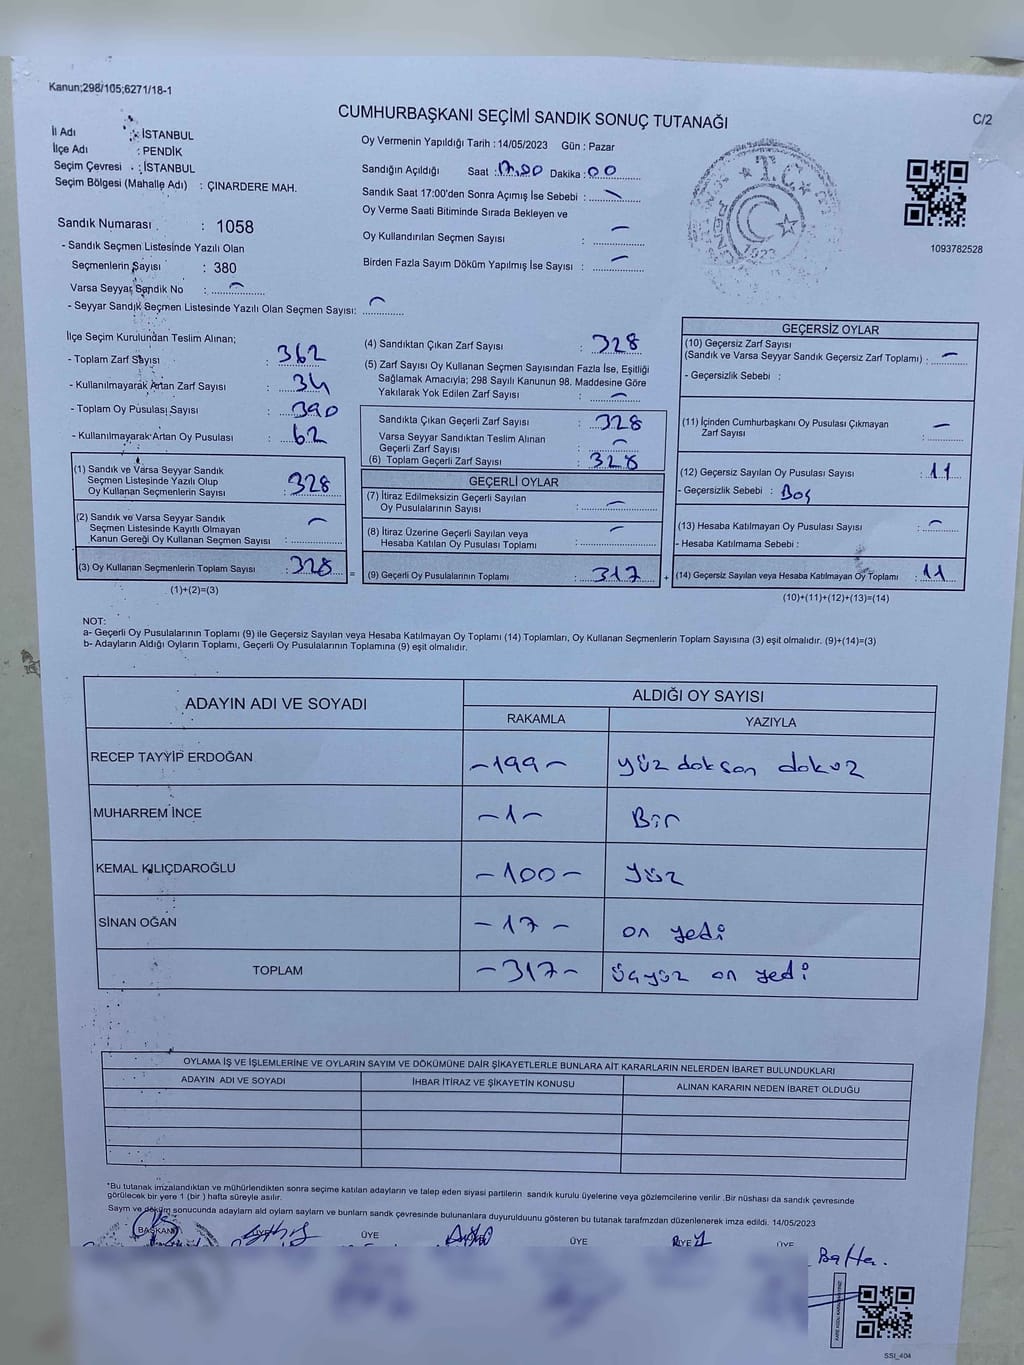 Kanun;298/105;6271/18-1
CUMHURBAŞKANI SEÇİMİ SANDIK SONUÇ TUTANAĞI
C/2
İl Adı : İSTANBUL
İlçe Adı : PENDİK
Seçim Çevresi : İSTANBUL
Seçim Bölgesi (Mahalle Adı) : ÇINARDERE MAH.
Sandık Numarası : 1058
- Sandık Seçmen Listesinde Yazılı Olan
Seçmenlerin Sayısı : 380
Varsa Seyyar Sandık No :
- Seyyar Sandık Seçmen Listesinde Yazılı Olan Seçmen Sayısı:
Oy Vermenin Yapıldığı Tarih : 14/05/2023 Gün : Pazar
Sandığın Açıldığı Saat : 17.00 Dakika : 00
Sandık Saat 17:00'den Sonra Açımış İse Sebebi :
Oy Verme Saati Bitiminde Sırada Bekleyen ve
Oy Kullandırılan Seçmen Sayısı :
Birden Fazla Sayım Döküm Yapılmış İse Sayısı :
T.C.
1923
1093782528
İlçe Seçim Kurulundan Teslim Alınan;
- Toplam Zarf Sayısı : 362
- Kullanılmayarak Artan Zarf Sayısı : 34
- Toplam Oy Pusulası Sayısı : 390
- Kullanılmayarak Artan Oy Pusulası : 62
(1) Sandık ve Varsa Seyyar Sandık
Seçmen Listesinde Yazılı Olup
Oy Kullanan Seçmenlerin Sayısı : 328
(2) Sandık ve Varsa Seyyar Sandık
Seçmen Listesinde Kayıtlı Olmayan
Kanun Gereği Oy Kullanan Seçmen Sayısı :
(3) Oy Kullanan Seçmenlerin Toplam Sayısı : 328
(1)+(2)=(3)
(4) Sandıktan Çıkan Zarf Sayısı : 328
(5) Zarf Sayısı Oy Kullanan Seçmen Sayısından Fazla İse, Eşitliği
Sağlamak Amacıyla; 298 Sayılı Kanunun 98. Maddesine Göre
Yakılarak Yok Edilen Zarf Sayısı :
Sandıkta Çıkan Geçerli Zarf Sayısı : 328
Varsa Seyyar Sandıktan Teslim Alınan
Geçerli Zarf Sayısı :
(6) Toplam Geçerli Zarf Sayısı : 328
GEÇERLİ OYLAR
(7) İtiraz Edilmeksizin Geçerli Sayılan
Oy Pusulalarının Sayısı :
(8) İtiraz Üzerine Geçerli Sayılan veya
Hesaba Katılan Oy Pusulası Toplamı :
= (9) Geçerli Oy Pusulalarının Toplamı : 317 +
GEÇERSİZ OYLAR
(10) Geçersiz Zarf Sayısı
(Sandık ve Varsa Seyyar Sandık Geçersiz Zarf Toplamı) :
- Geçersizlik Sebebi :
(11) İçinden Cumhurbaşkanı Oy Pusulası Çıkmayan
Zarf Sayısı :
(12) Geçersiz Sayılan Oy Pusulası Sayısı : 11
- Geçersizlik Sebebi : Boş
(13) Hesaba Katılmayan Oy Pusulası Sayısı :
- Hesaba Katılmama Sebebi :
(14) Geçersiz Sayılan veya Hesaba Katılmayan Oy Toplamı : 11
(10)+(11)+(12)+(13)=(14)
NOT:
a- Geçerli Oy Pusulalarının Toplamı (9) ile Geçersiz Sayılan veya Hesaba Katılmayan Oy Toplamı (14) Toplamları, Oy Kullanan Seçmenlerin Toplam Sayısına (3) eşit olmalıdır. (9)+(14)=(3)
b- Adayların Aldığı Oyların Toplamı, Geçerli Oy Pusulalarının Toplamına (9) eşit olmalıdır.
ADAYIN ADI VE SOYADI ALDIĞI OY SAYISI
RAKAMLA YAZIYLA
RECEP TAYYİP ERDOĞAN -199- yüz doksan dokuz
MUHARREM İNCE -1- Bir
KEMAL KILIÇDAROĞLU -100- yüz
SİNAN OĞAN -17- on yedi
TOPLAM -317- üçyüz on yedi
OYLAMA İŞ VE İŞLEMLERİNE VE OYLARIN SAYIM VE DÖKÜMÜNE DAİR ŞİKAYETLERLE BUNLARA AİT KARARLARIN NELERDEN İBARET BULUNDUKLARI
ADAYIN ADI VE SOYADI İHBAR İTİRAZ VE ŞİKAYETİN KONUSU ALINAN KARARIN NEDEN İBARET OLDUĞU
*Bu tutanak imzalandıktan ve mühürlendikten sonra seçime katılan adayların ve talep eden siyasi partilerin sandık kurulu üyelerine veya gözlemcilerine verilir .Bir nüshası da sandık çevresinde
görülecek bir yere 1 (bir ) hafta süreyle asılır.
Sayım ve döküm sonucunda adayların ald oyların sayların ve bunların sandk çevresinde bulunanlara duyurulduunu gösteren bu tutanak tarafmzdan düzenlenerek imza edildi. 14/05/2023
BAŞKAN ÜYE ÜYE ÜYE ÜYE
SSI_404